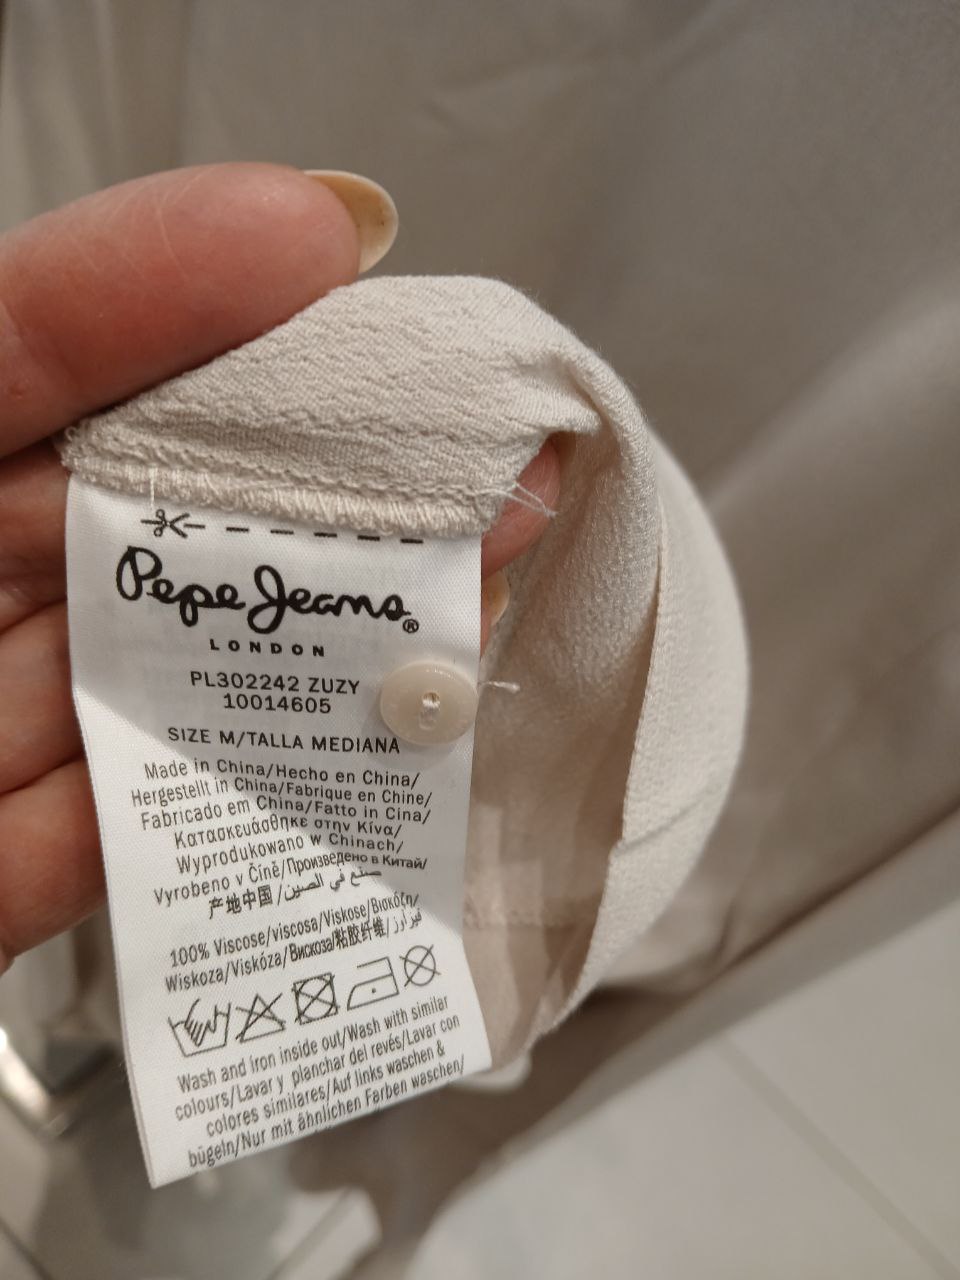 Pepe Jeans®
LONDON
PL302242 ZUZY
10014605
SIZE M/TALLA MEDIANA
Made in China/Hecho en China/
Hergestellt in China/Fabrique en Chine/
Fabricado em China/Fatto in Cina/
Κατασκευάσθηκε στην Κίνα/
Wyprodukowano w Chinach/
Vyrobeno v Číně/Произведено в Китай/
产地中国/صنع في الصين/
100% Viscose/viscosa/Viskose/Βισκόζη/
Wiskoza/Viskóza/Вискоза/粘胶纤维/
Wash and iron inside out/Wash with similar
colours/Lavar y planchar del revés/Lavar con
colores similares/Auf links waschen &
bügeln/Nur mit ähnlichen Farben waschen/